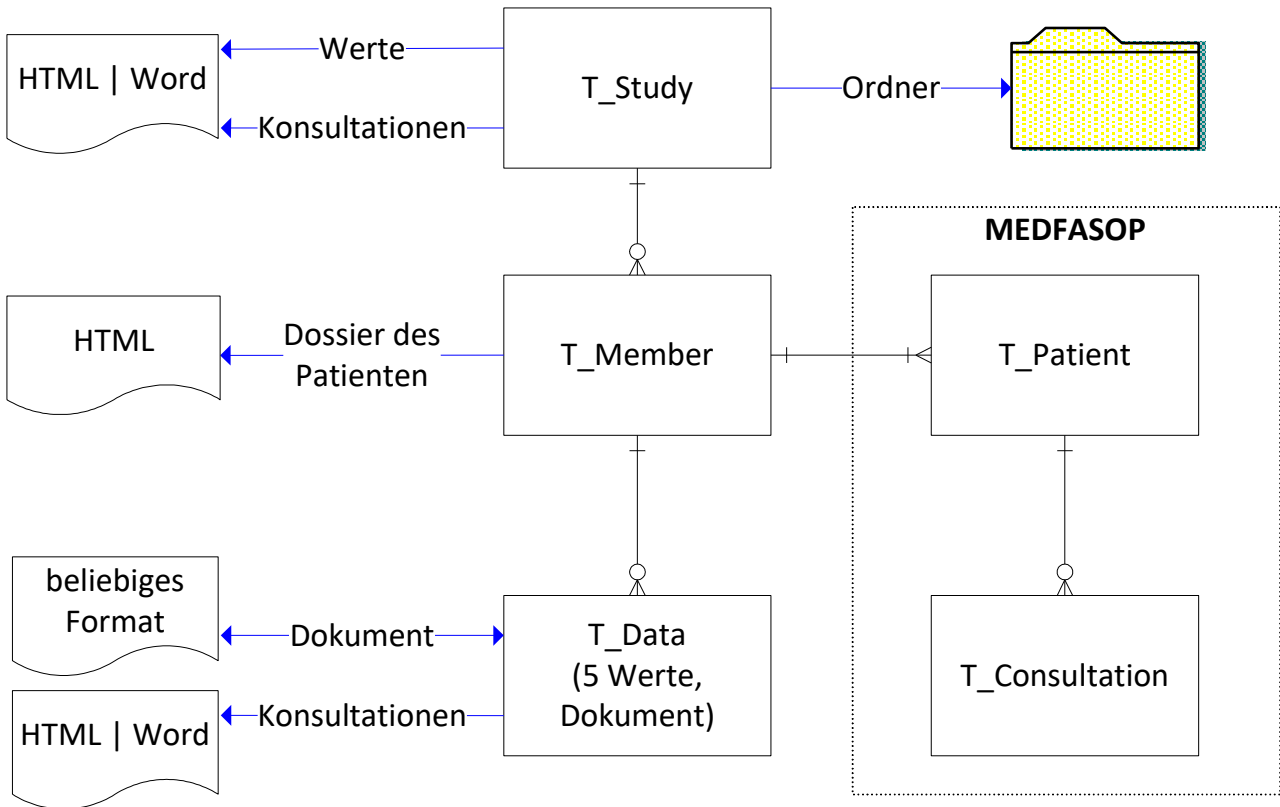 Werte
HTML | Word
T_Study
Ordner
Konsultationen
MEDFASOP
HTML
Dossier des
Patienten
T_Member
T_Patient
beliebiges
Format
Dokument
T_Data
(5 Werte,
Dokument)
T_Consultation
Konsultationen
HTML | Word